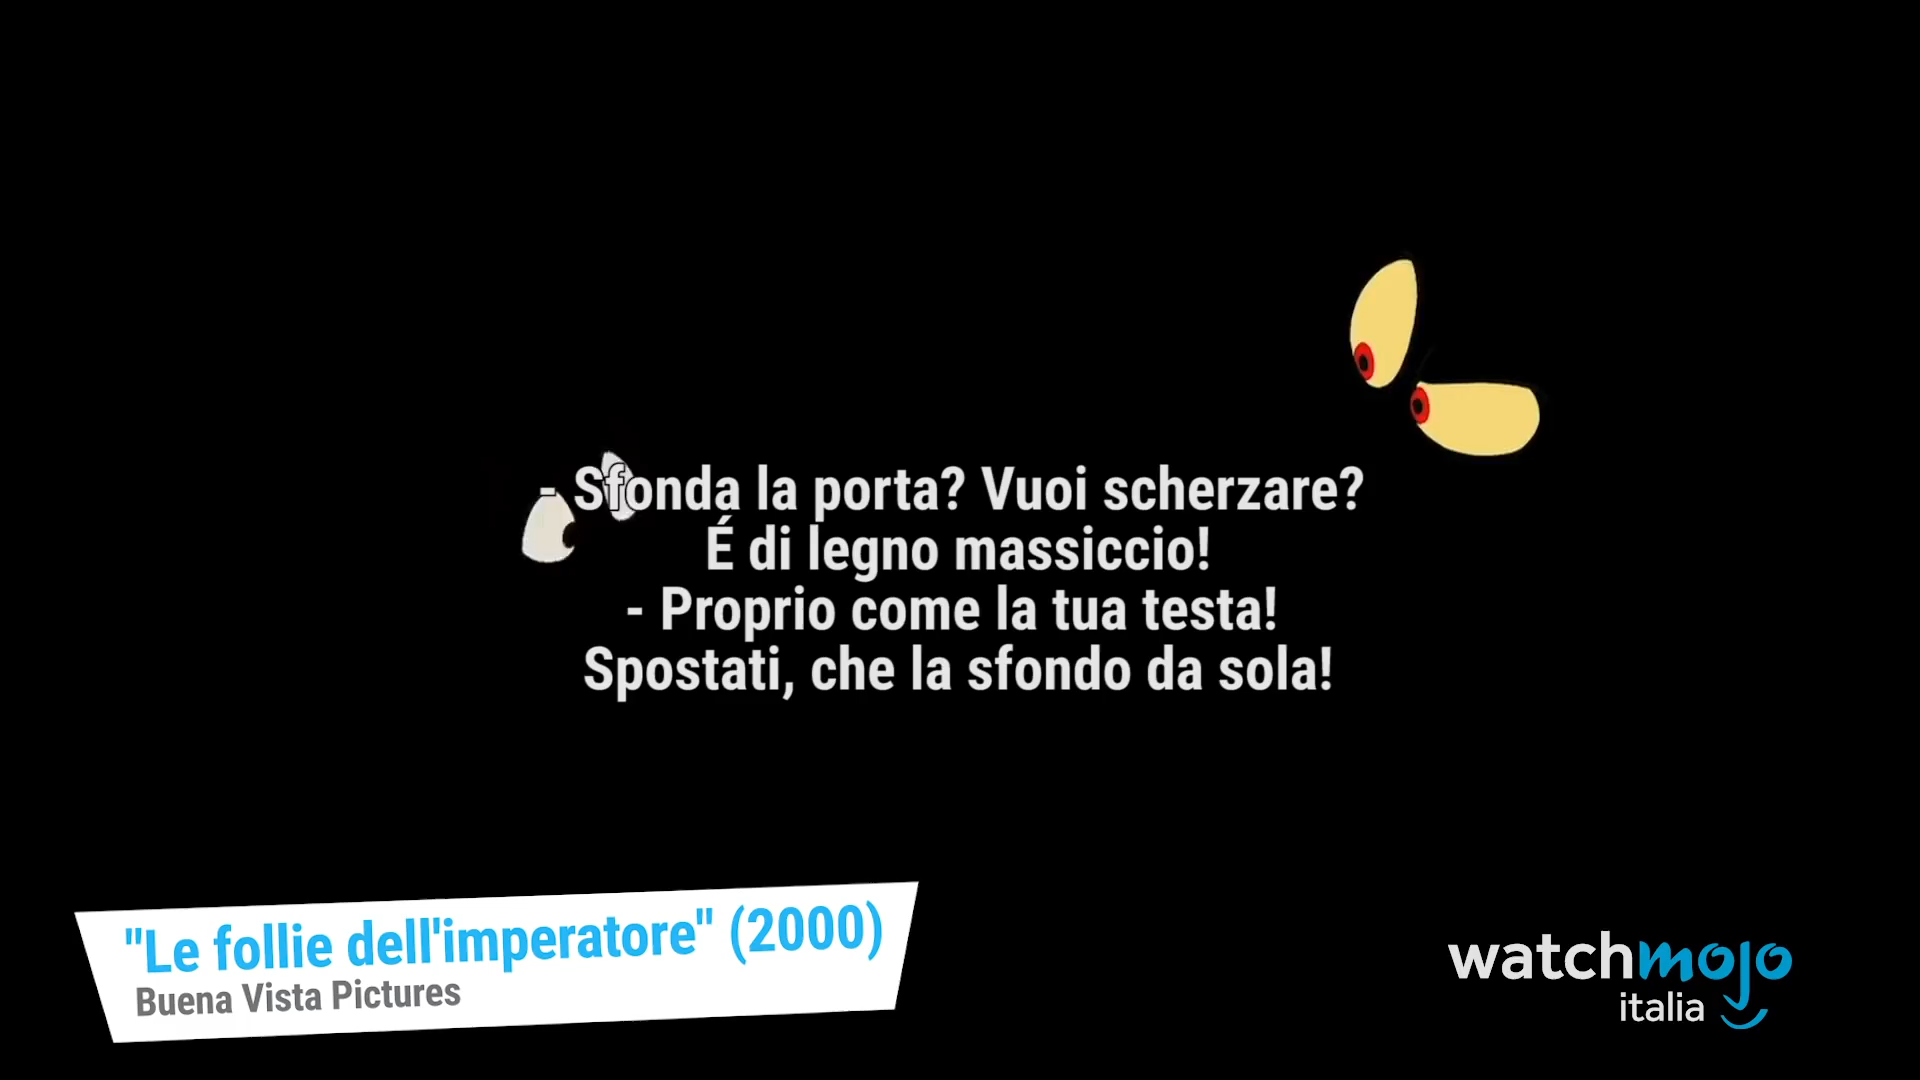 - Sfonda la porta? Vuoi scherzare?
É di legno massiccio!
- Proprio come la tua testa!
Spostati, che la sfondo da sola!
"Le follie dell'imperatore" (2000)
Buena Vista Pictures
watchmojo
italia